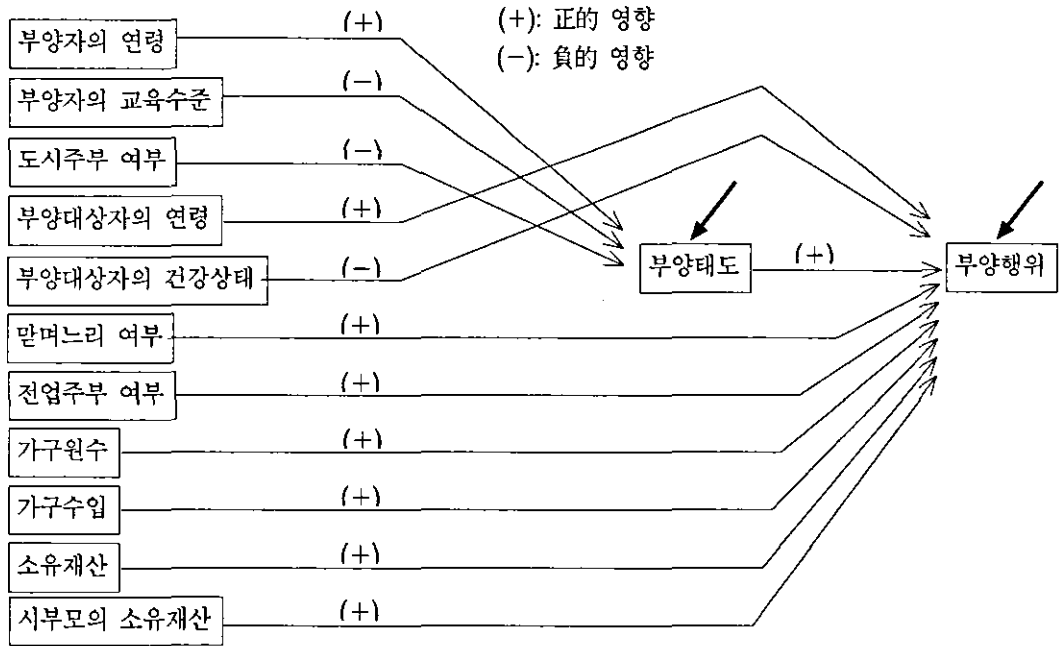 (+): 正的 영향
(−): 負的 영향
부양자의 연령 (+)
부양자의 교육수준 (−)
도시주부 여부 (−)
부양대상자의 연령 (+)
부양대상자의 건강상태 (−)
부양태도 (+) 부양행위
맏며느리 여부 (+)
전업주부 여부 (+)
가구원수 (+)
가구수입 (+)
소유재산 (+)
시부모의 소유재산 (+)